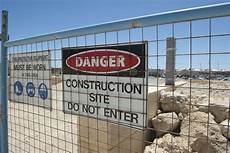 MUST BE WORN
DANGER
CONSTRUCTION
SITE
DO NOT ENTER